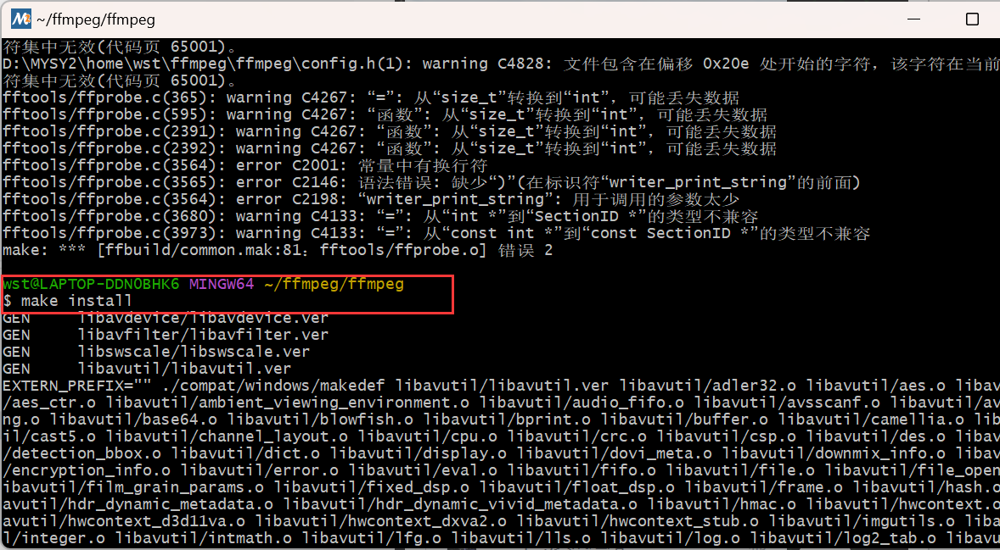 ~/ffmpeg/ffmpeg
符集中无效(代码页 65001)。
D:\MYSY2\home\wst\ffmpeg\ffmpeg\config.h(1): warning C4828: 文件包含在偏移 0x20e 处开始的字符，该字符在当前
符集中无效(代码页 65001)。
fftools/ffprobe.c(365): warning C4267: “=”: 从“size_t”转换到“int”，可能丢失数据
fftools/ffprobe.c(595): warning C4267: “函数”: 从“size_t”转换到“int”，可能丢失数据
fftools/ffprobe.c(2391): warning C4267: “函数”: 从“size_t”转换到“int”，可能丢失数据
fftools/ffprobe.c(2392): warning C4267: “函数”: 从“size_t”转换到“int”，可能丢失数据
fftools/ffprobe.c(3564): error C2001: 常量中有换行符
fftools/ffprobe.c(3565): error C2146: 语法错误: 缺少“)”(在标识符“writer_print_string”的前面)
fftools/ffprobe.c(3564): error C2198: “writer_print_string”: 用于调用的参数太少
fftools/ffprobe.c(3680): warning C4133: “=”: 从“int *”到“SectionID *”的类型不兼容
fftools/ffprobe.c(3973): warning C4133: “=”: 从“const int *”到“const SectionID *”的类型不兼容
make: *** [ffbuild/common.mak:81：fftools/ffprobe.o] 错误 2
wst@LAPTOP-DDN0BHK6 MINGW64 ~/ffmpeg/ffmpeg
$ make install
GEN libavdevice/libavdevice.ver
GEN libavfilter/libavfilter.ver
GEN libswscale/libswscale.ver
GEN libavutil/libavutil.ver
EXTERN_PREFIX="" ./compat/windows/makedef libavutil/libavutil.ver libavutil/adler32.o libavutil/aes.o libav
/aes_ctr.o libavutil/ambient_viewing_environment.o libavutil/audio_fifo.o libavutil/avsscanf.o libavutil/av
ng.o libavutil/base64.o libavutil/blowfish.o libavutil/bprint.o libavutil/buffer.o libavutil/camellia.o lib
il/cast5.o libavutil/channel_layout.o libavutil/cpu.o libavutil/crc.o libavutil/csp.o libavutil/des.o libav
/detection_bbox.o libavutil/dict.o libavutil/display.o libavutil/dovi_meta.o libavutil/downmix_info.o libav
/encryption_info.o libavutil/error.o libavutil/eval.o libavutil/fifo.o libavutil/file.o libavutil/file_open
ibavutil/film_grain_params.o libavutil/fixed_dsp.o libavutil/float_dsp.o libavutil/frame.o libavutil/hash.o
avutil/hdr_dynamic_metadata.o libavutil/hdr_dynamic_vivid_metadata.o libavutil/hmac.o libavutil/hwcontext.o
avutil/hwcontext_d3d11va.o libavutil/hwcontext_dxva2.o libavutil/hwcontext_stub.o libavutil/imgutils.o liba
l/integer.o libavutil/intmath.o libavutil/lfg.o libavutil/lls.o libavutil/log.o libavutil/log2_tab.o libavu